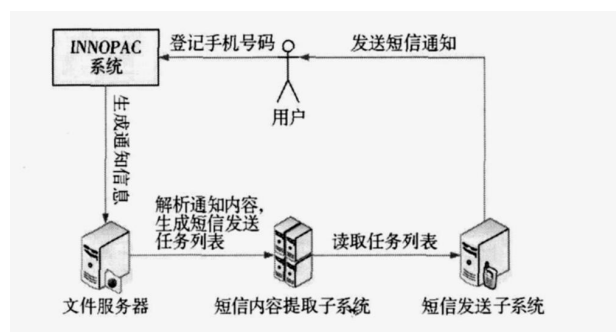 INNOPAC
系统
登记手机号码
发送短信通知
用户
生成通知信息
解析通知内容，
生成短信发送
任务列表
读取任务列表
文件服务器
短信内容提取子系统
短信发送子系统